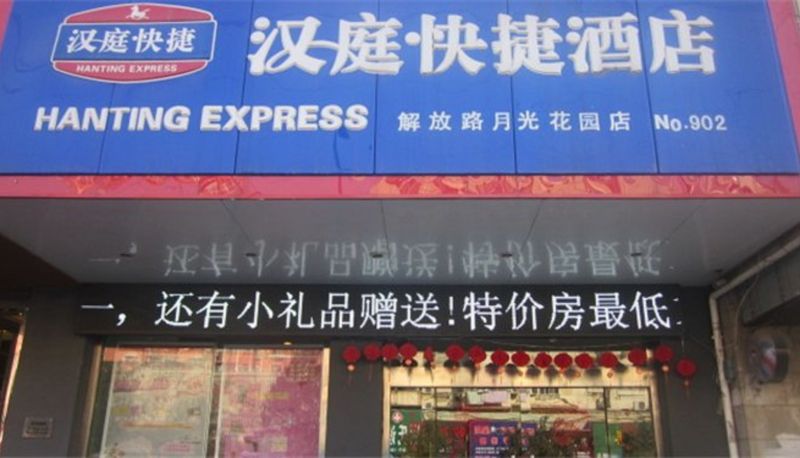 汉庭快捷
HANTING EXPRESS
汉庭·快捷酒店
HANTING EXPRESS 解放路月光花园店 No.902
一，还有小礼品赠送!特价房最低